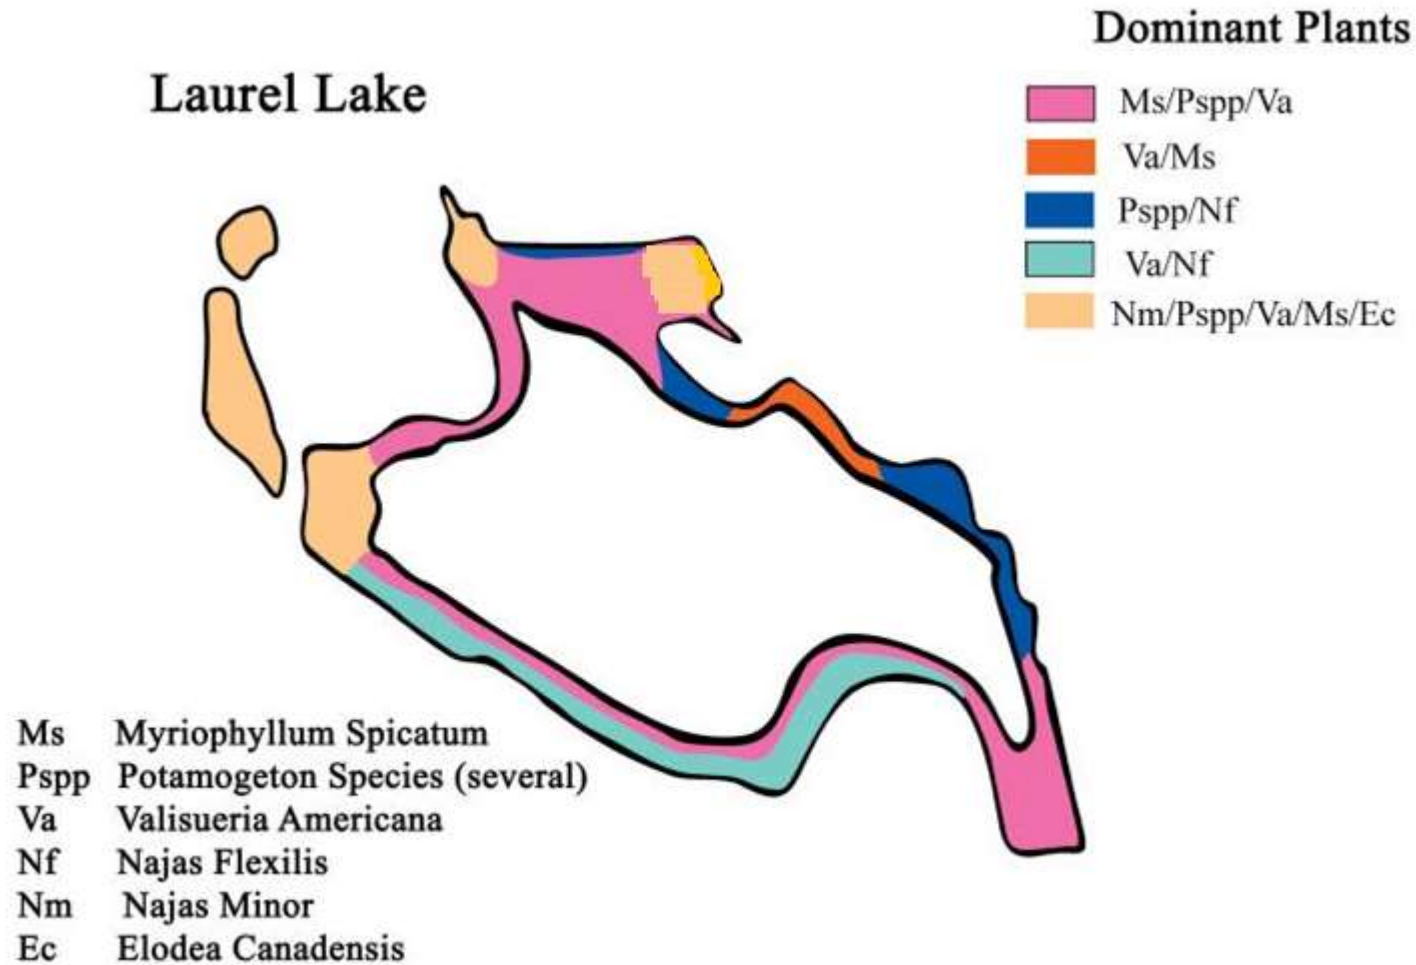 Dominant Plants
Laurel Lake
Ms/Pspp/Va
Va/Ms
Pspp/Nf
Va/Nf
Nm/Pspp/Va/Ms/Ec
Ms Myriophyllum Spicatum
Pspp Potamogeton Species (several)
Va Valisueria Americana
Nf Najas Flexilis
Nm Najas Minor
Ec Elodea Canadensis